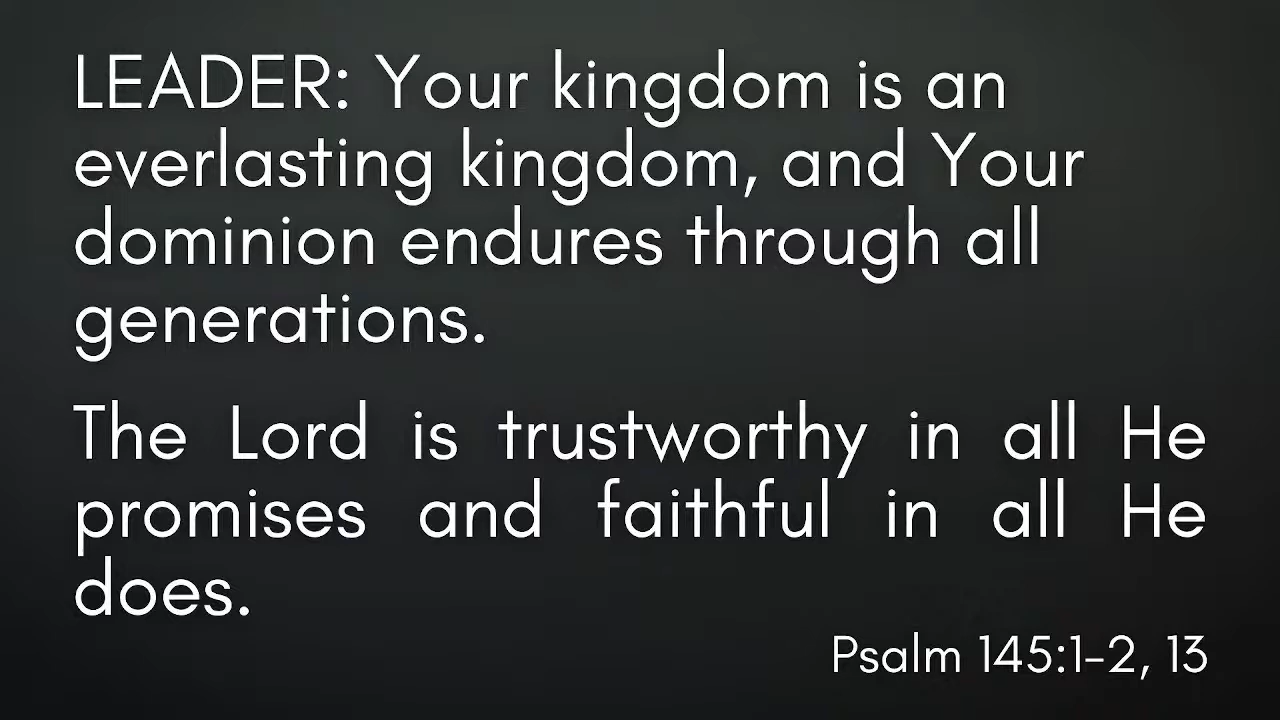 LEADER: Your kingdom is an
everlasting kingdom, and Your
dominion endures through all
generations.
The Lord is trustworthy in all He
promises and faithful in all He
does.
Psalm 145:1-2, 13